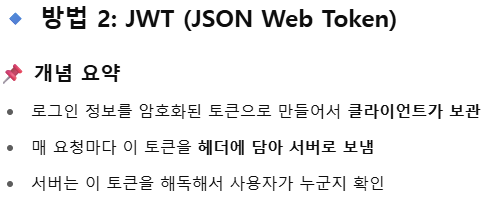 방법 2: JWT (JSON Web Token)
개념 요약
로그인 정보를 암호화된 토큰으로 만들어서 클라이언트가 보관
매 요청마다 이 토큰을 헤더에 담아 서버로 보냄
서버는 이 토큰을 해독해서 사용자가 누군지 확인